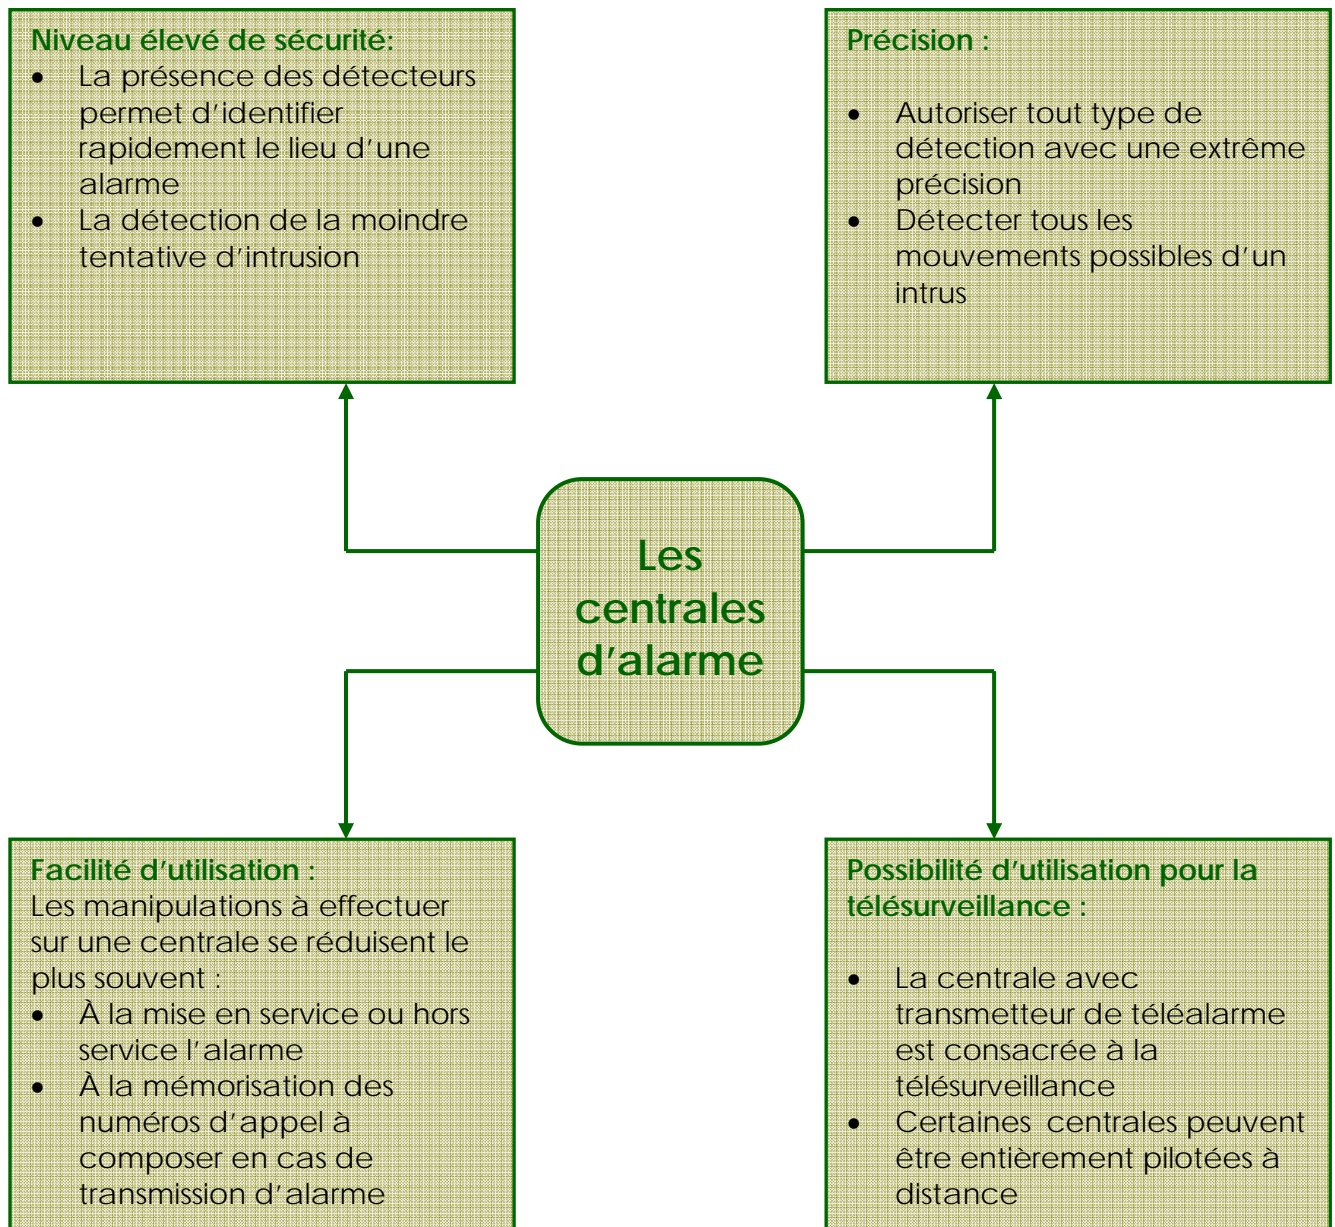 Niveau élevé de sécurité:
• La présence des détecteurs
permet d'identifier
rapidement le lieu d'une
alarme
• La détection de la moindre
tentative d'intrusion
Précision :
• Autoriser tout type de
détection avec une extrême
précision
• Détecter tous les
mouvements possibles d'un
intrus
Les
centrales
d'alarme
Facilité d'utilisation :
Les manipulations à effectuer
sur une centrale se réduisent le
plus souvent :
• À la mise en service ou hors
service l'alarme
• À la mémorisation des
numéros d'appel à
composer en cas de
transmission d'alarme
Possibilité d'utilisation pour la
télésurveillance :
• La centrale avec
transmetteur de téléalarme
est consacrée à la
télésurveillance
• Certaines  centrales peuvent
être entièrement pilotées à
distance